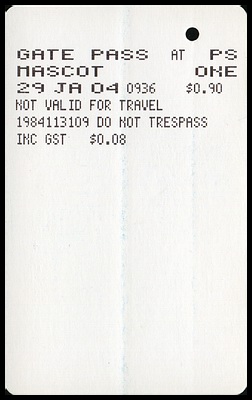 GATE PASS AT PS
MASCOT ONE
29 JA 04 0936 $0.90
NOT VALID FOR TRAVEL
1984113109 DO NOT TRESPASS
INC GST $0.08